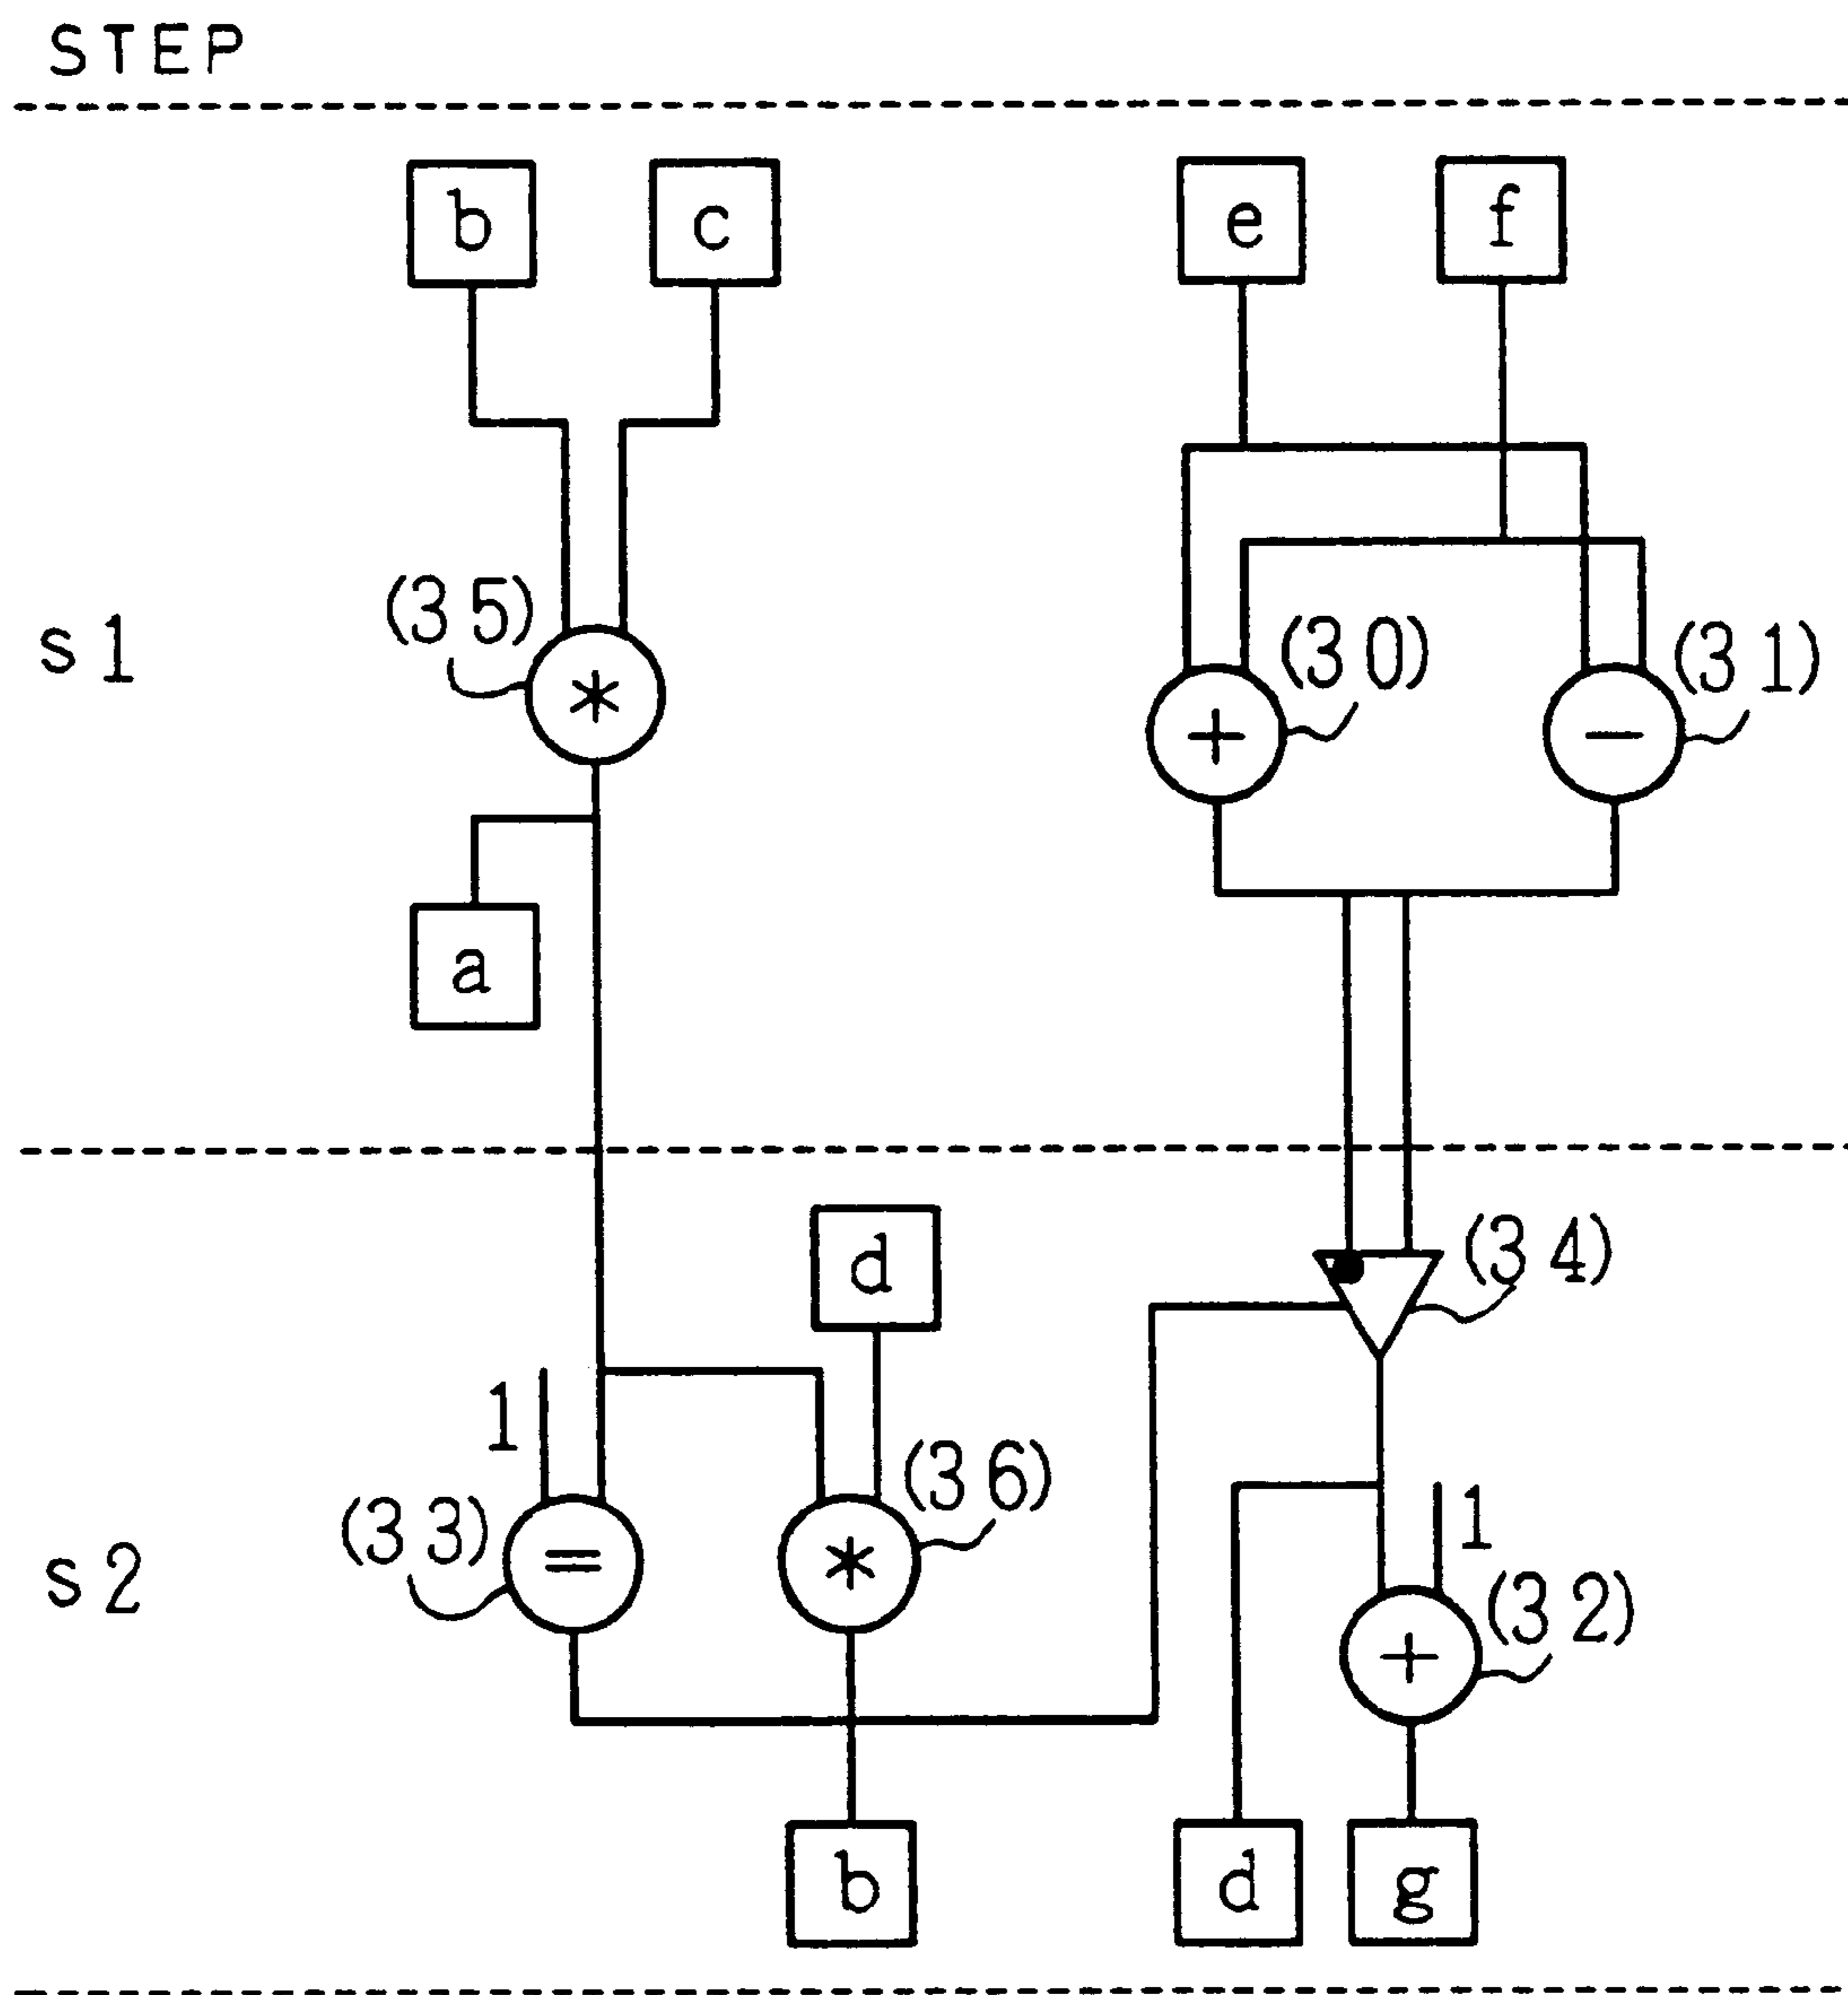 STEP
b c e f
(35)
s1
(30) (31)
*
+ −
a
d
(34)
1
(36)
1
(33)
= *
s2
(32)
+
b d g